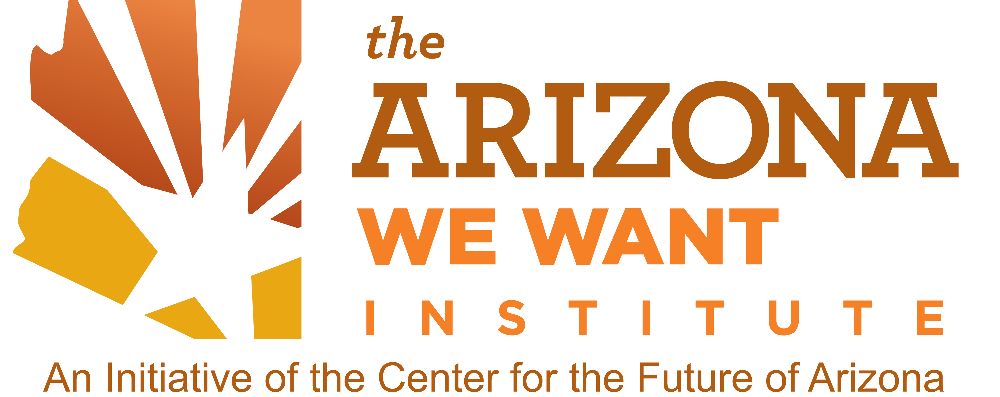 the
ARIZONA
WE WANT
INSTITUTE
An Initiative of the Center for the Future of Arizona